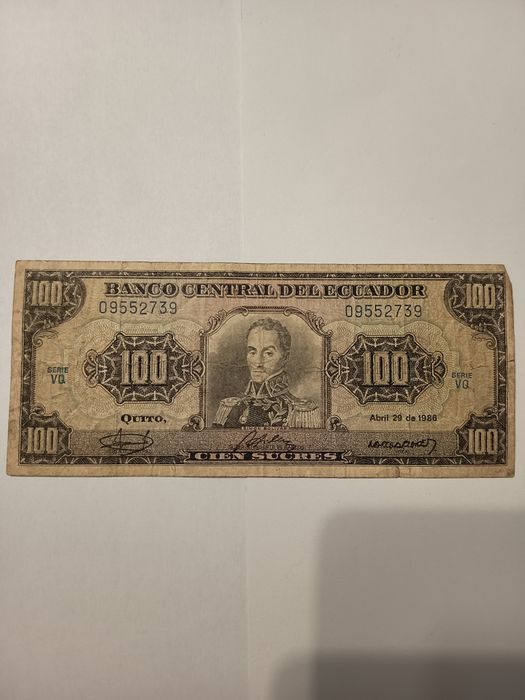 100 BANCO CENTRAL DEL ECUADOR 100
09552739 09552739
100 100
SERIE VQ SERIE VQ
QUITO, Abril 29 de 1986
100 CIEN SUCRES 100